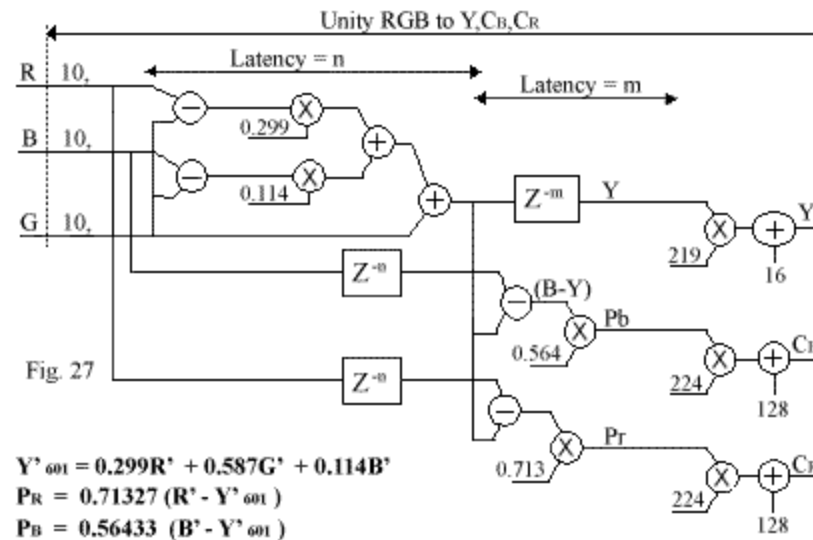 Unity RGB to Y,CB,CR
Latency = n
Latency = m
R 10,
B 10,
G 10,
−
X
0.299
−
X
0.114
+
+
Z-m
Y
X
219
+
16
Y
Z-n
−
(B-Y)
X
0.564
Pb
X
224
+
128
Fig. 27
Z-n
−
X
0.713
Pr
X
224
+
128
Y’601 = 0.299R’ + 0.587G’ + 0.114B’
PR = 0.71327 (R’ - Y’601 )
PB = 0.56433 (B’ - Y’601 )